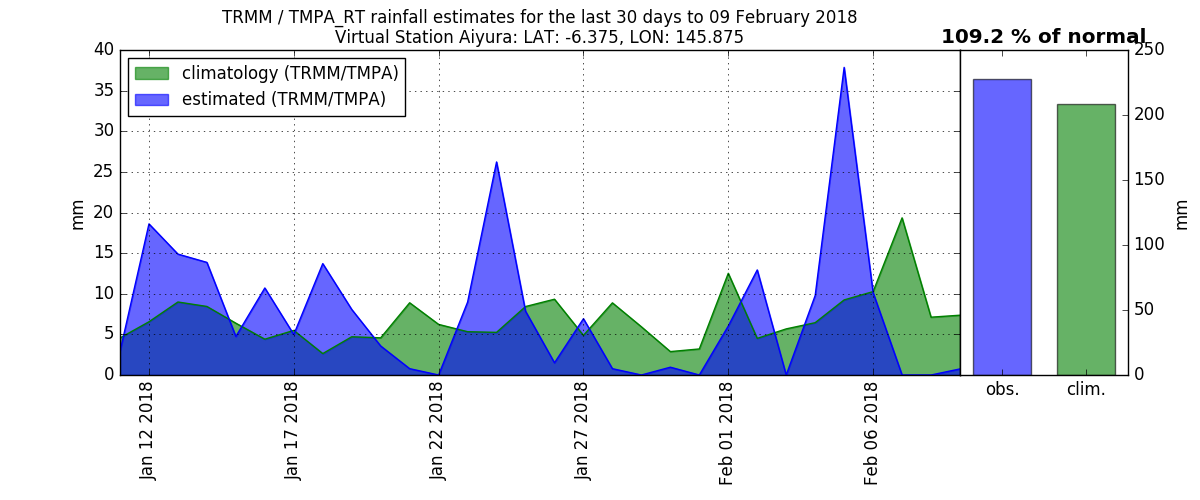 TRMM / TMPA_RT rainfall estimates for the last 30 days to 09 February 2018
Virtual Station Aiyura: LAT: -6.375, LON: 145.875
109.2 % of normal
climatology (TRMM/TMPA)
estimated (TRMM/TMPA)
40
35
30
25
20
15
10
5
0
mm
Jan 12 2018
Jan 17 2018
Jan 22 2018
Jan 27 2018
Feb 01 2018
Feb 06 2018
obs.
clim.
250
200
150
100
50
0
mm